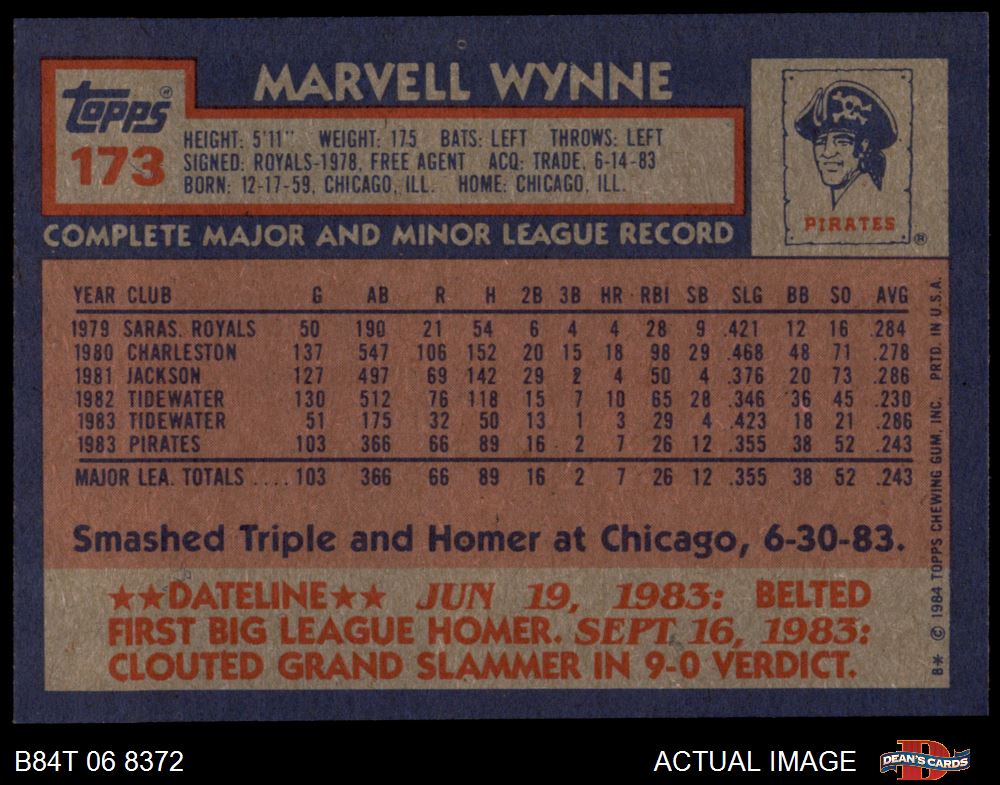 MARVELL WYNNE
Topps ®
173
HEIGHT: 5'11" WEIGHT: 175 BATS: LEFT THROWS: LEFT
SIGNED: ROYALS-1978, FREE AGENT ACQ: TRADE, 6-14-83
BORN: 12-17-59, CHICAGO, ILL. HOME: CHICAGO, ILL.
PIRATES ®
COMPLETE MAJOR AND MINOR LEAGUE RECORD
YEAR CLUB G AB R H 2B 3B HR RBI SB SLG BB SO AVG
1979 SARAS. ROYALS 50 190 21 54 6 4 4 28 9 .421 12 16 .284
1980 CHARLESTON 137 547 106 152 20 15 18 98 29 .468 48 71 .278
1981 JACKSON 127 497 69 142 29 2 4 50 4 .376 20 73 .286
1982 TIDEWATER 130 512 76 118 15 7 10 65 28 .346 36 45 .230
1983 TIDEWATER 51 175 32 50 13 1 3 29 4 .423 18 21 .286
1983 PIRATES 103 366 66 89 16 2 7 26 12 .355 38 52 .243
MAJOR LEA. TOTALS .... 103 366 66 89 16 2 7 26 12 .355 38 52 .243
Smashed Triple and Homer at Chicago, 6-30-83.
★★DATELINE★★ JUN 19, 1983: BELTED
FIRST BIG LEAGUE HOMER. SEPT 16, 1983:
CLOUTED GRAND SLAMMER IN 9-0 VERDICT.
8* © 1984 TOPPS CHEWING GUM, INC. PRTD. IN U.S.A.
B84T 06 8372
ACTUAL IMAGE
DEAN'S CARDS